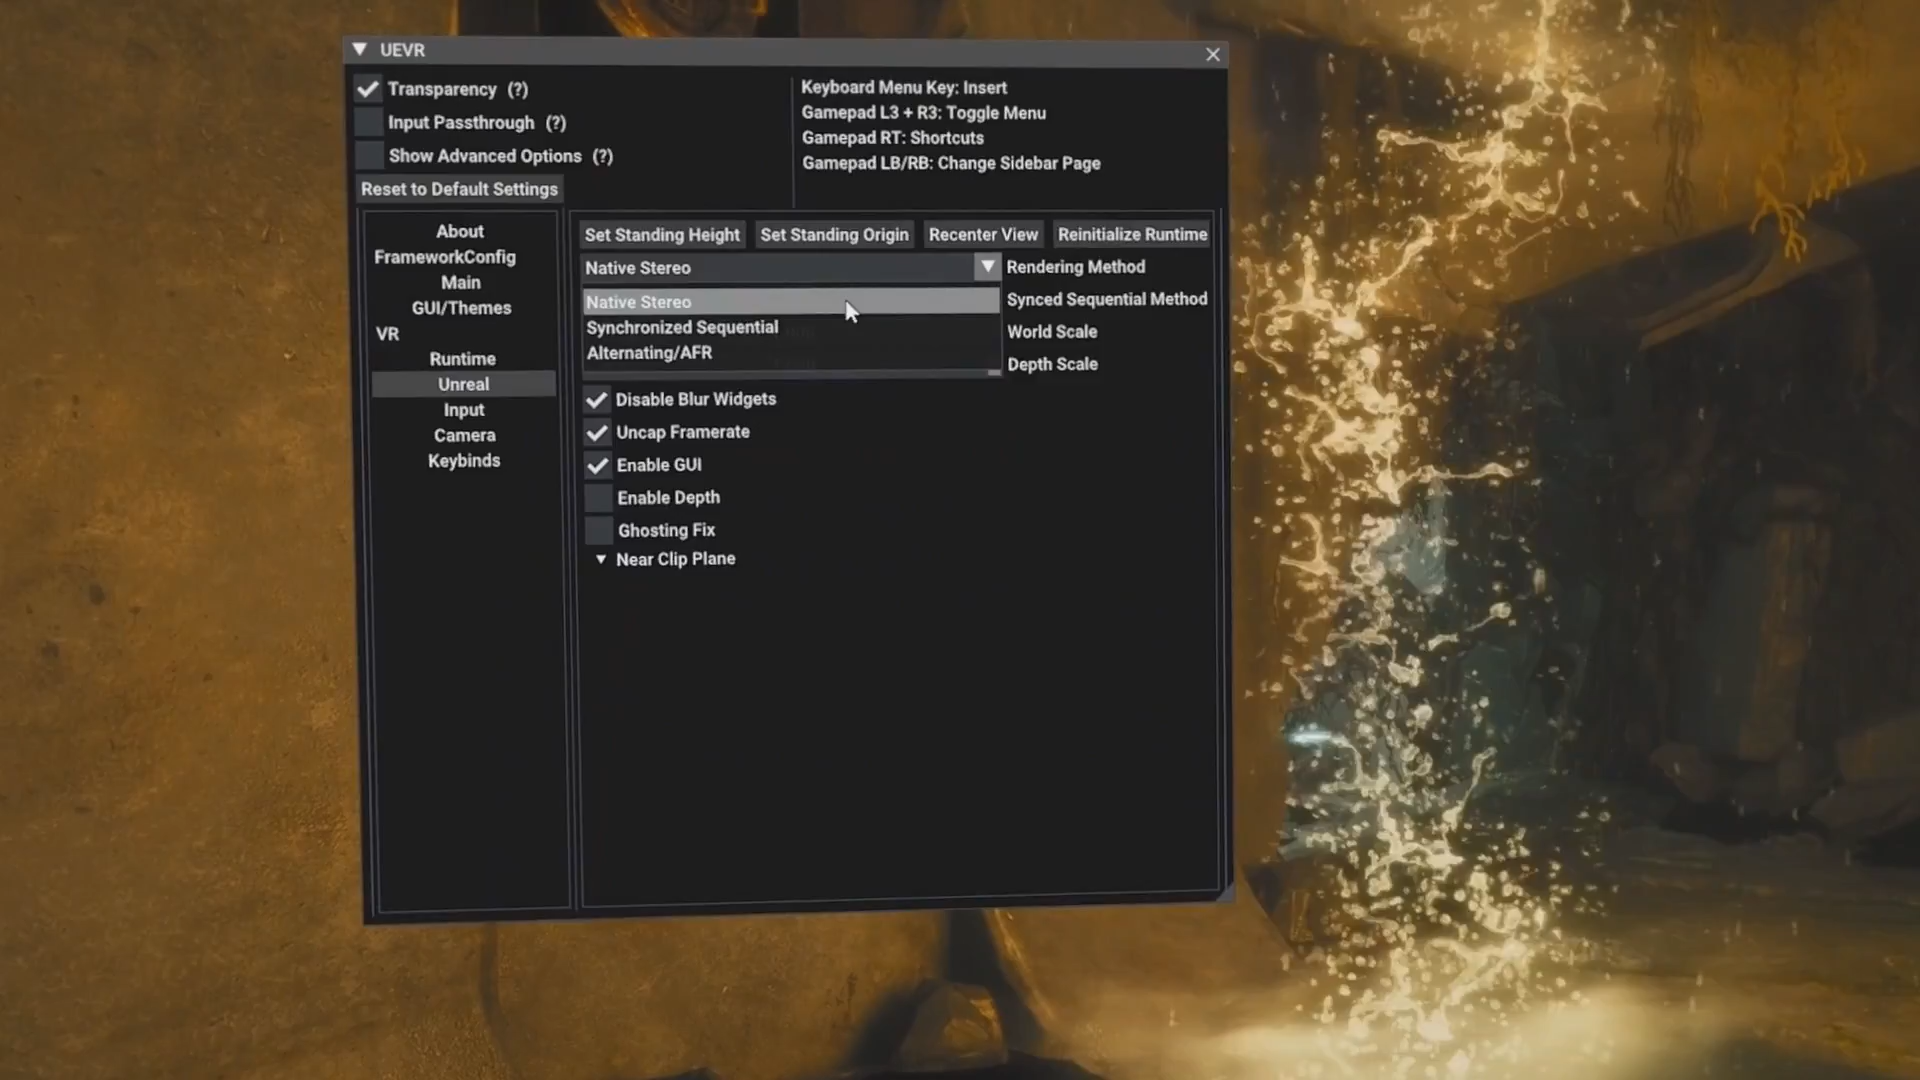 UEVR
Transparency (?)
Input Passthrough (?)
Show Advanced Options (?)
Reset to Default Settings
Keyboard Menu Key: Insert
Gamepad L3 + R3: Toggle Menu
Gamepad RT: Shortcuts
Gamepad LB/RB: Change Sidebar Page
About
FrameworkConfig
Main
GUI/Themes
VR
Runtime
Unreal
Input
Camera
Keybinds
Set Standing Height Set Standing Origin Recenter View Reinitialize Runtime
Native Stereo Rendering Method
Native Stereo Synced Sequential Method
Synchronized Sequential World Scale
Alternating/AFR Depth Scale
Disable Blur Widgets
Uncap Framerate
Enable GUI
Enable Depth
Ghosting Fix
Near Clip Plane